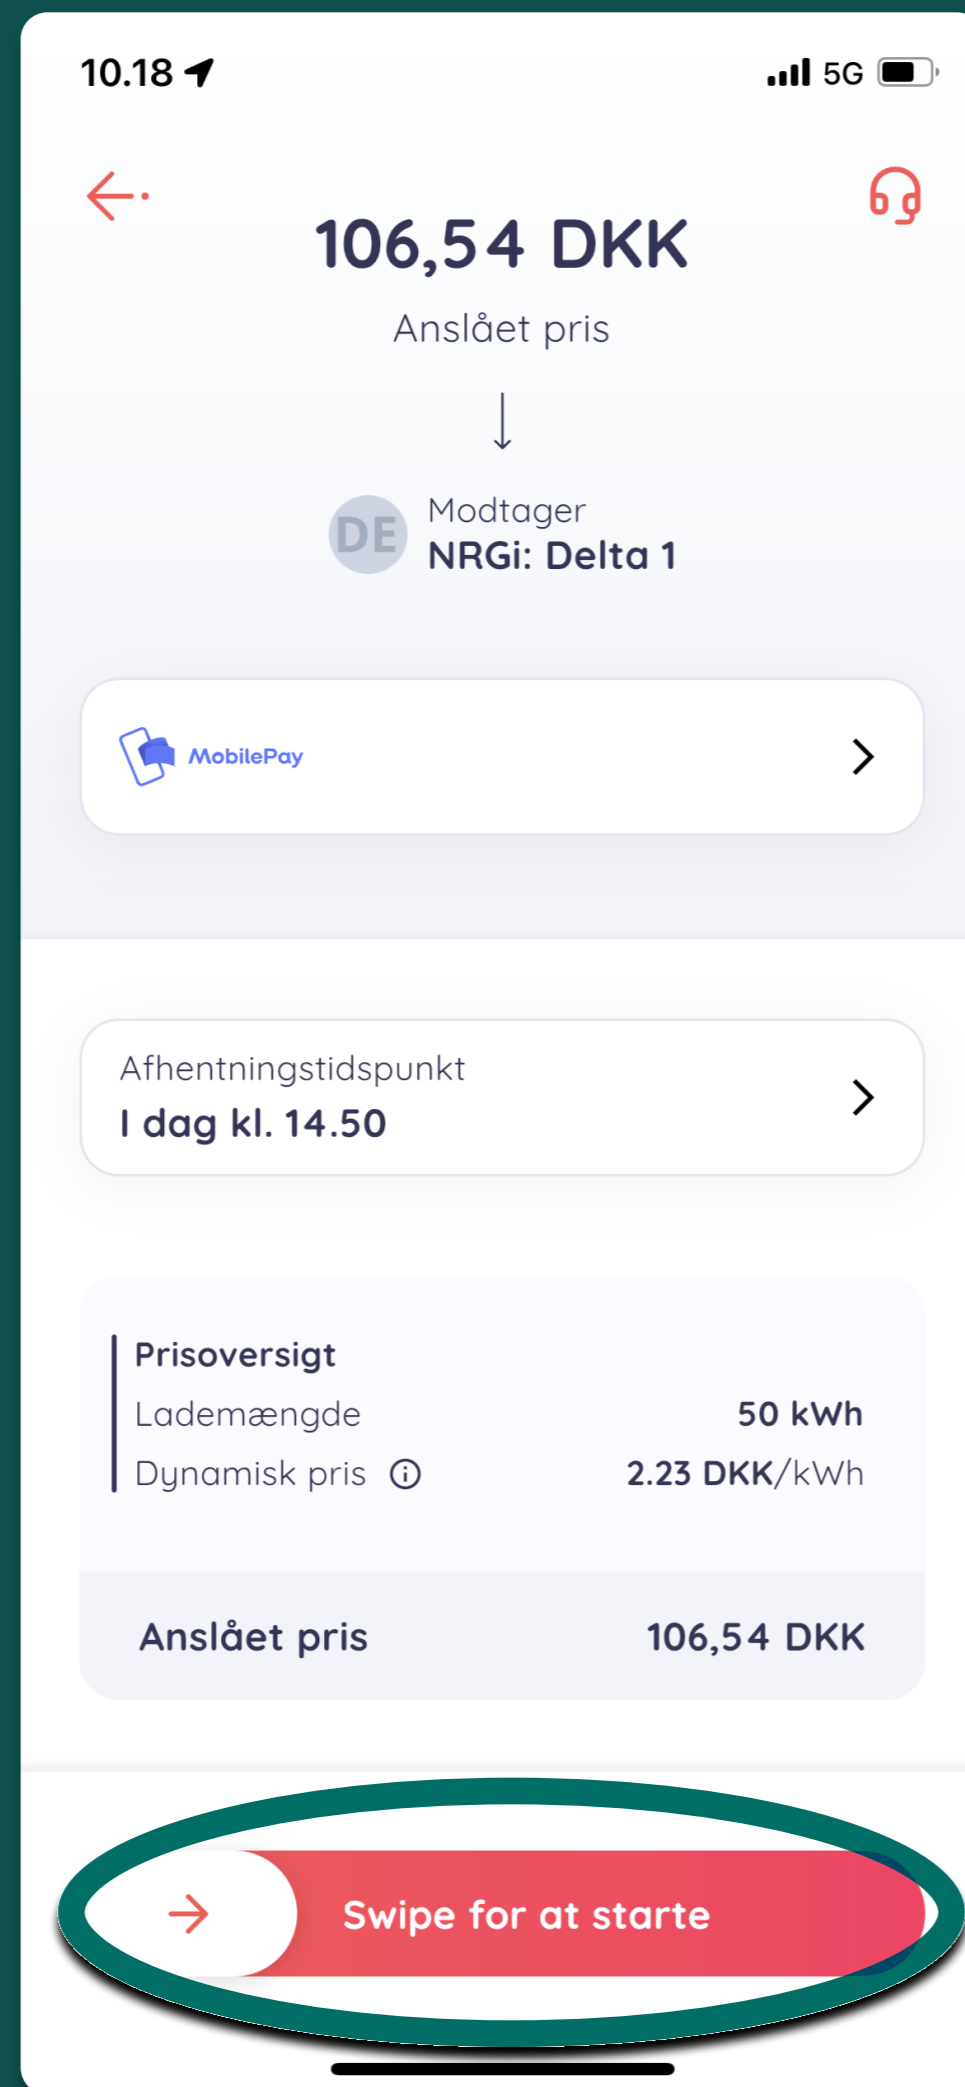 10.18
5G
106,54 DKK
Anslået pris
DE
Modtager
NRGi: Delta 1
MobilePay
Afhentningstidspunkt
I dag kl. 14.50
Prisoversigt
Lademængde 50 kWh
Dynamisk pris 2.23 DKK/kWh
Anslået pris 106,54 DKK
Swipe for at starte